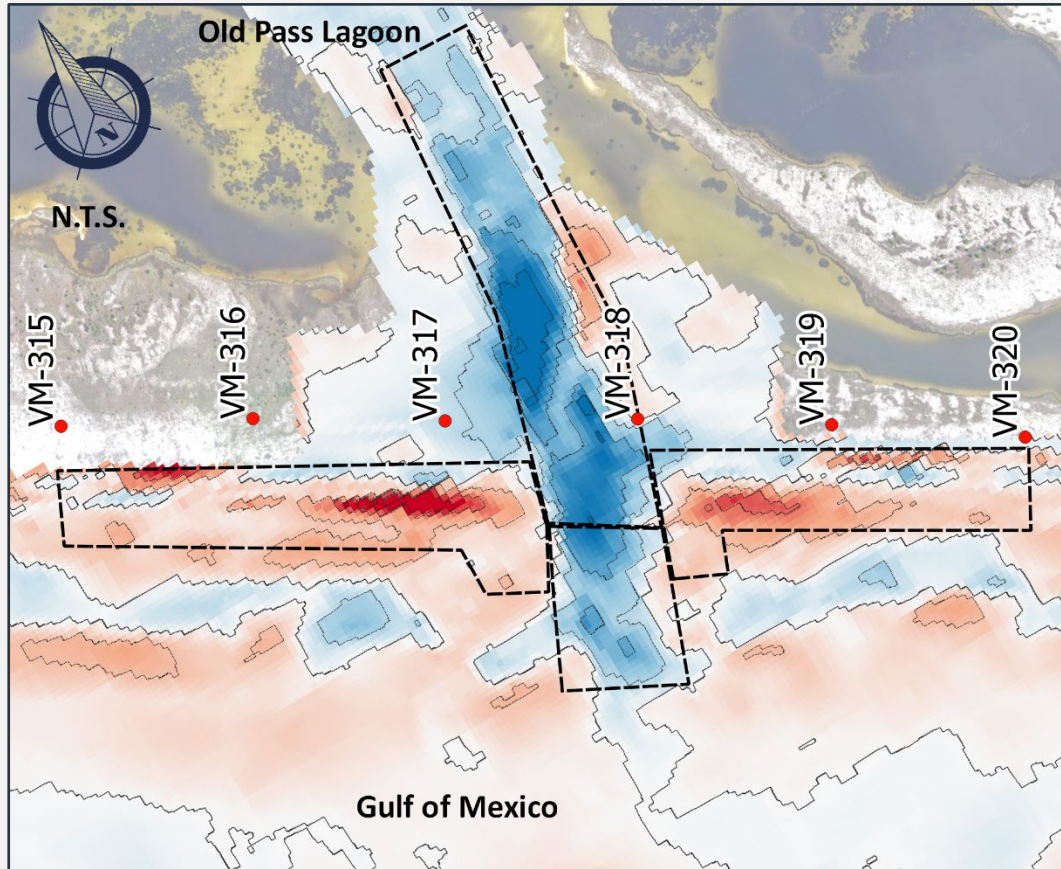 Old Pass Lagoon
N
N.T.S.
VM-315
VM-316
VM-317
VM-318
VM-319
VM-320
Gulf of Mexico